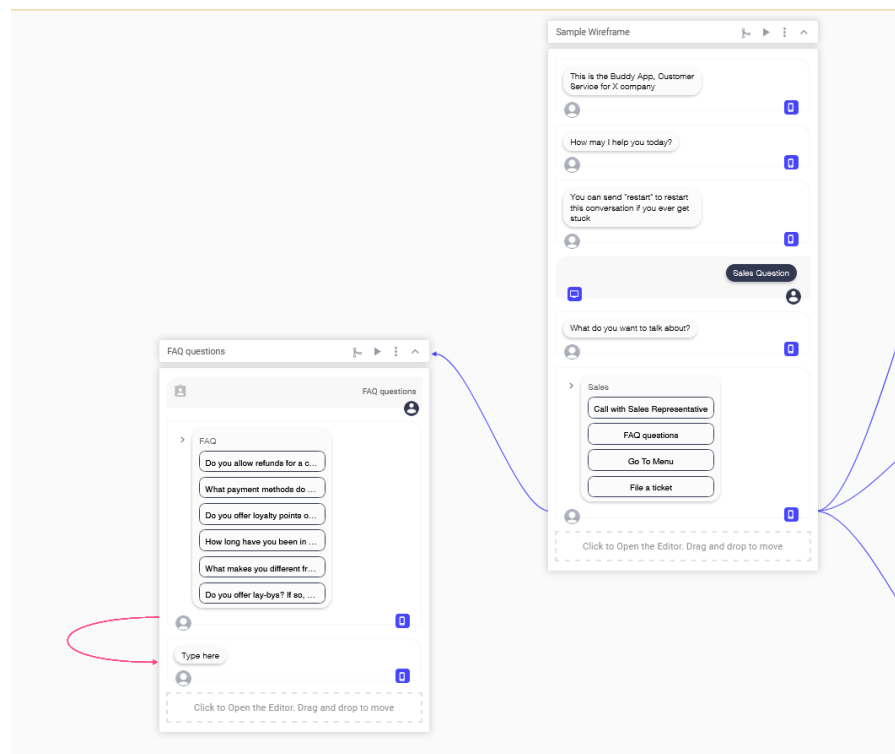 Sample Wireframe
This is the Buddy App, Customer
Service for X company
How may I help you today?
You can send "restart" to restart
this conversation if you ever get
stuck
Sales Question
What do you want to talk about?
Sales
Call with Sales Representative
FAQ questions
Go To Menu
File a ticket
Click to Open the Editor. Drag and drop to move
FAQ questions
FAQ questions
FAQ
Do you allow refunds for a c...
What payment methods do ...
Do you offer loyalty points o...
How long have you been in ...
What makes you different fr...
Do you offer lay-bys? If so, ...
Type here
Click to Open the Editor. Drag and drop to move